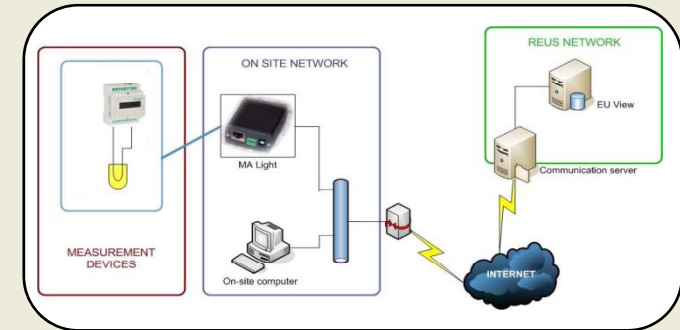 REUS NETWORK
ON SITE NETWORK
EU View
MA Light
Communication server
MEASUREMENT
DEVICES
On-site computer
INTERNET